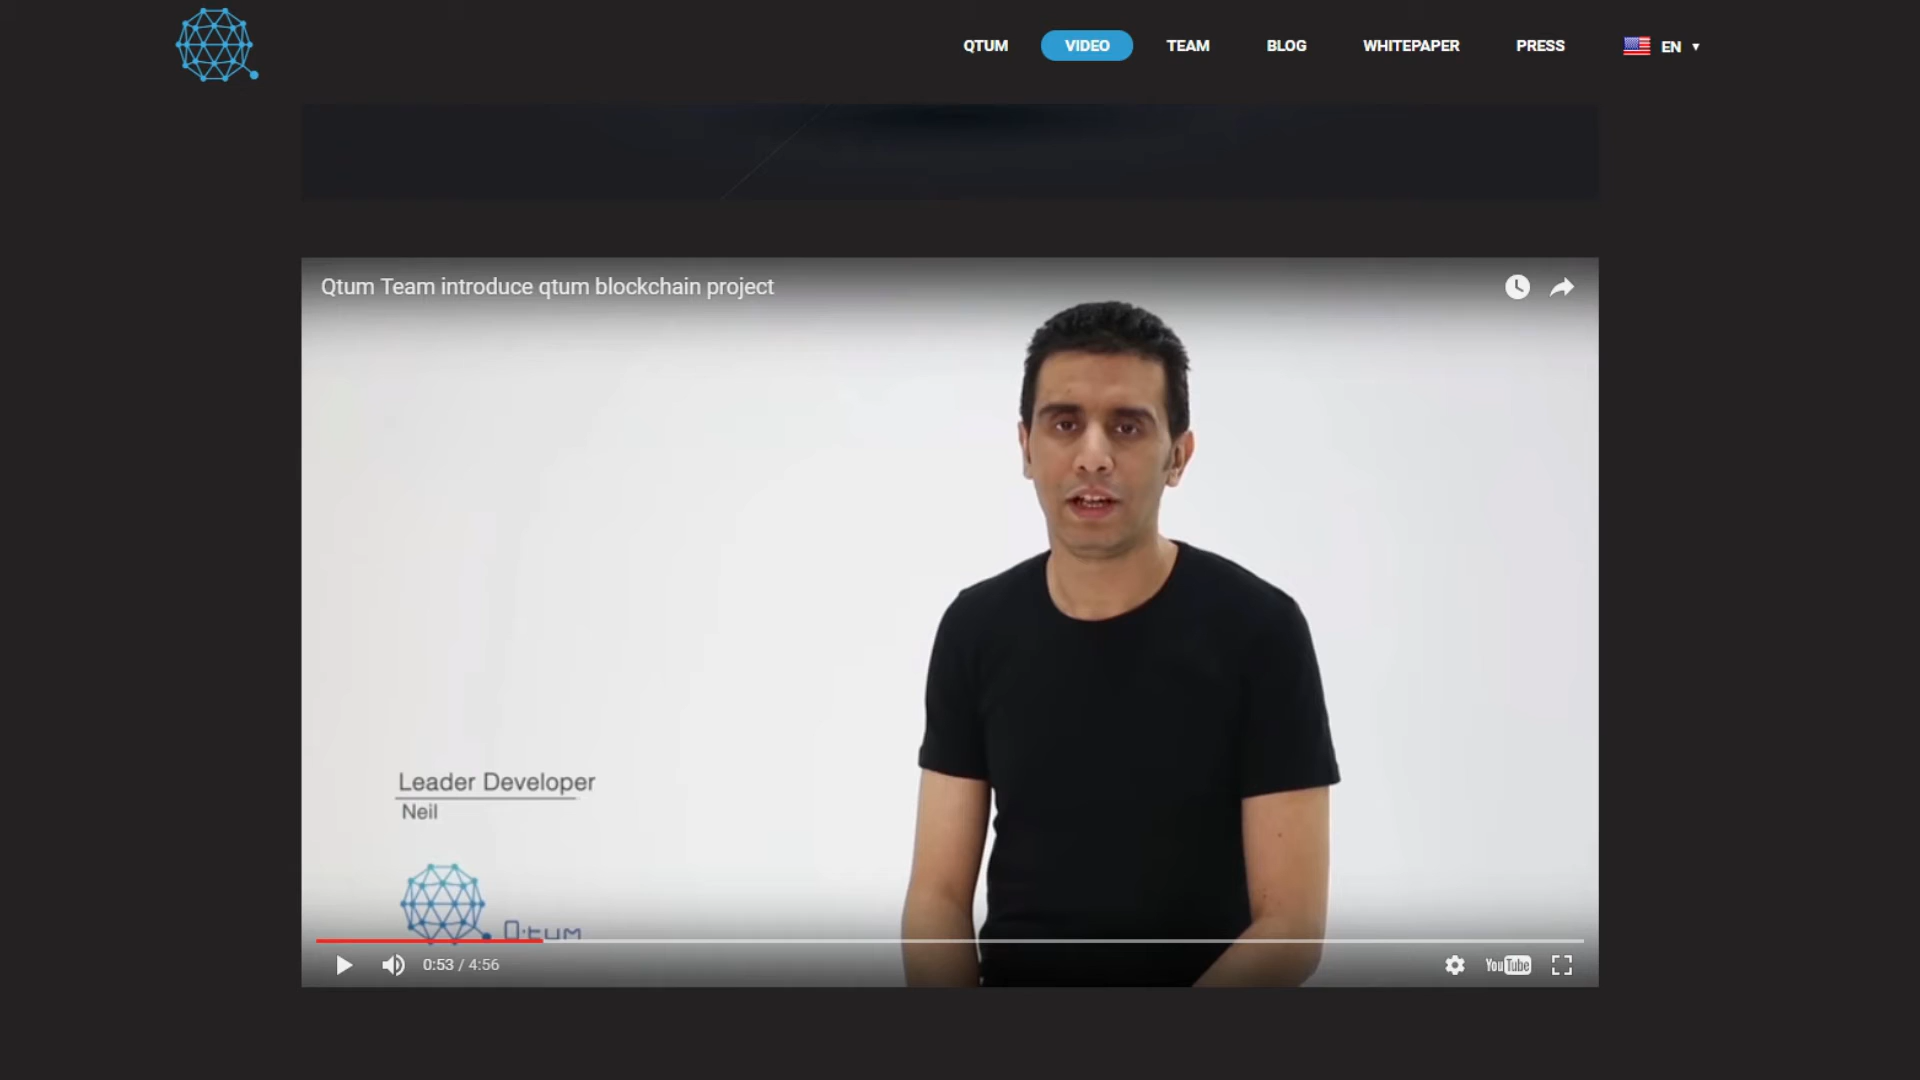 QTUM VIDEO TEAM BLOG WHITEPAPER PRESS EN
Qtum Team introduce qtum blockchain project
Leader Developer
Neil
Qtum
0:53 / 4:56
YouTube